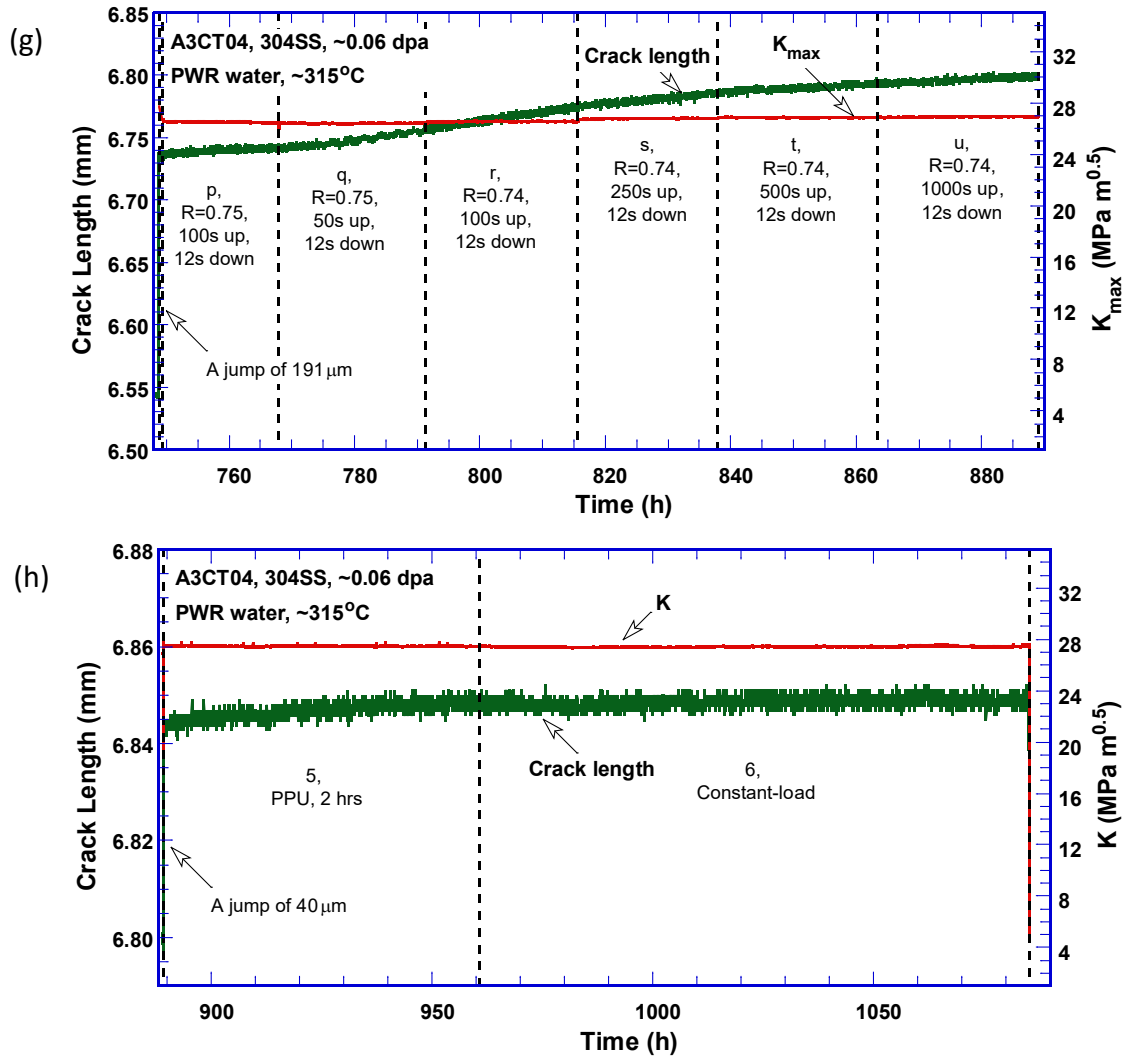 (g)
A3CT04, 304SS, ~0.06 dpa
PWR water, ~315°C
Crack length
Kmax
p,
R=0.75,
100s up,
12s down
q,
R=0.75,
50s up,
12s down
r,
R=0.74,
100s up,
12s down
s,
R=0.74,
250s up,
12s down
t,
R=0.74,
500s up,
12s down
u,
R=0.74,
1000s up,
12s down
A jump of 191 μm
Crack Length (mm)
6.85
6.80
6.75
6.70
6.65
6.60
6.55
6.50
Kmax (MPa m^0.5)
32
28
24
20
16
12
8
4
760
780
800
820
840
860
880
Time (h)
(h)
A3CT04, 304SS, ~0.06 dpa
PWR water, ~315°C
K
Crack length
5,
PPU, 2 hrs
6,
Constant-load
A jump of 40 μm
Crack Length (mm)
6.88
6.86
6.84
6.82
6.80
K (MPa m^0.5)
32
28
24
20
16
12
8
4
900
950
1000
1050
Time (h)